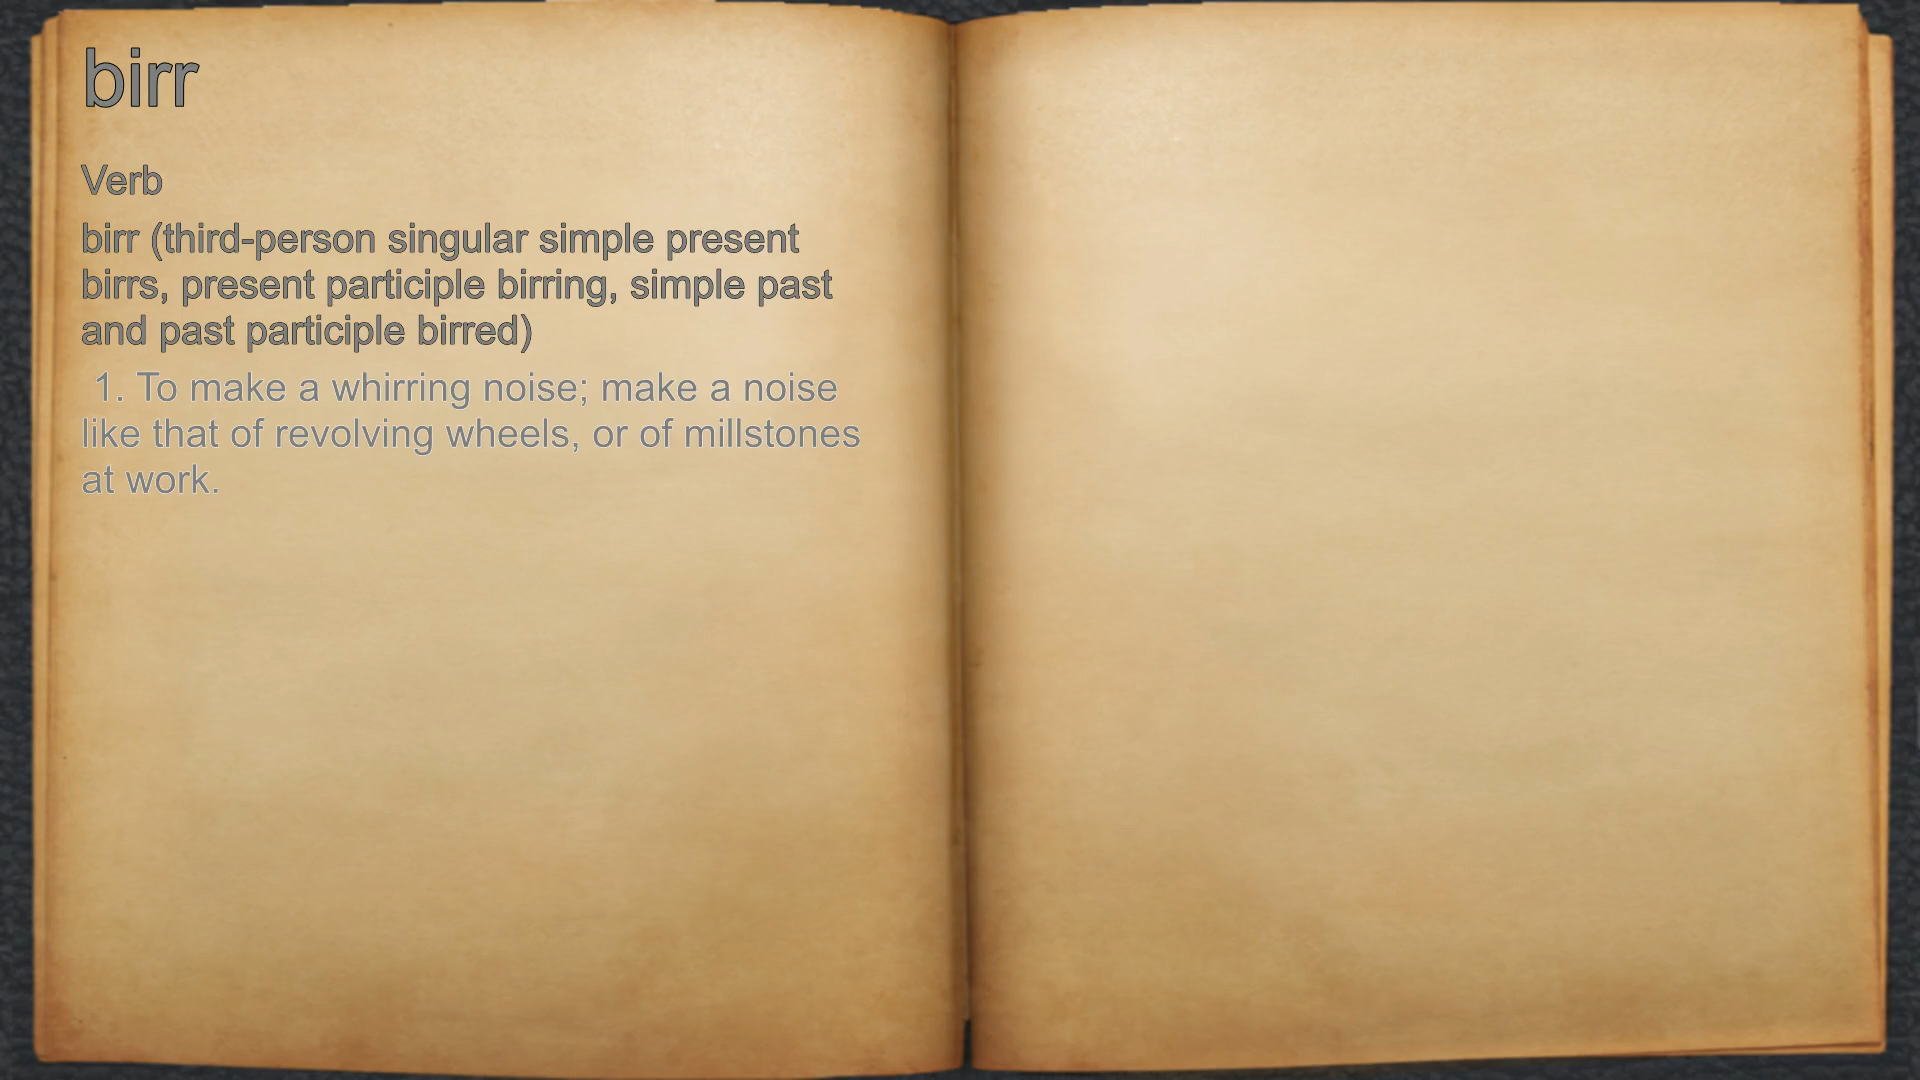 birr
Verb
birr (third-person singular simple present
birrs, present participle birring, simple past
and past participle birred)
1. To make a whirring noise; make a noise
like that of revolving wheels, or of millstones
at work.